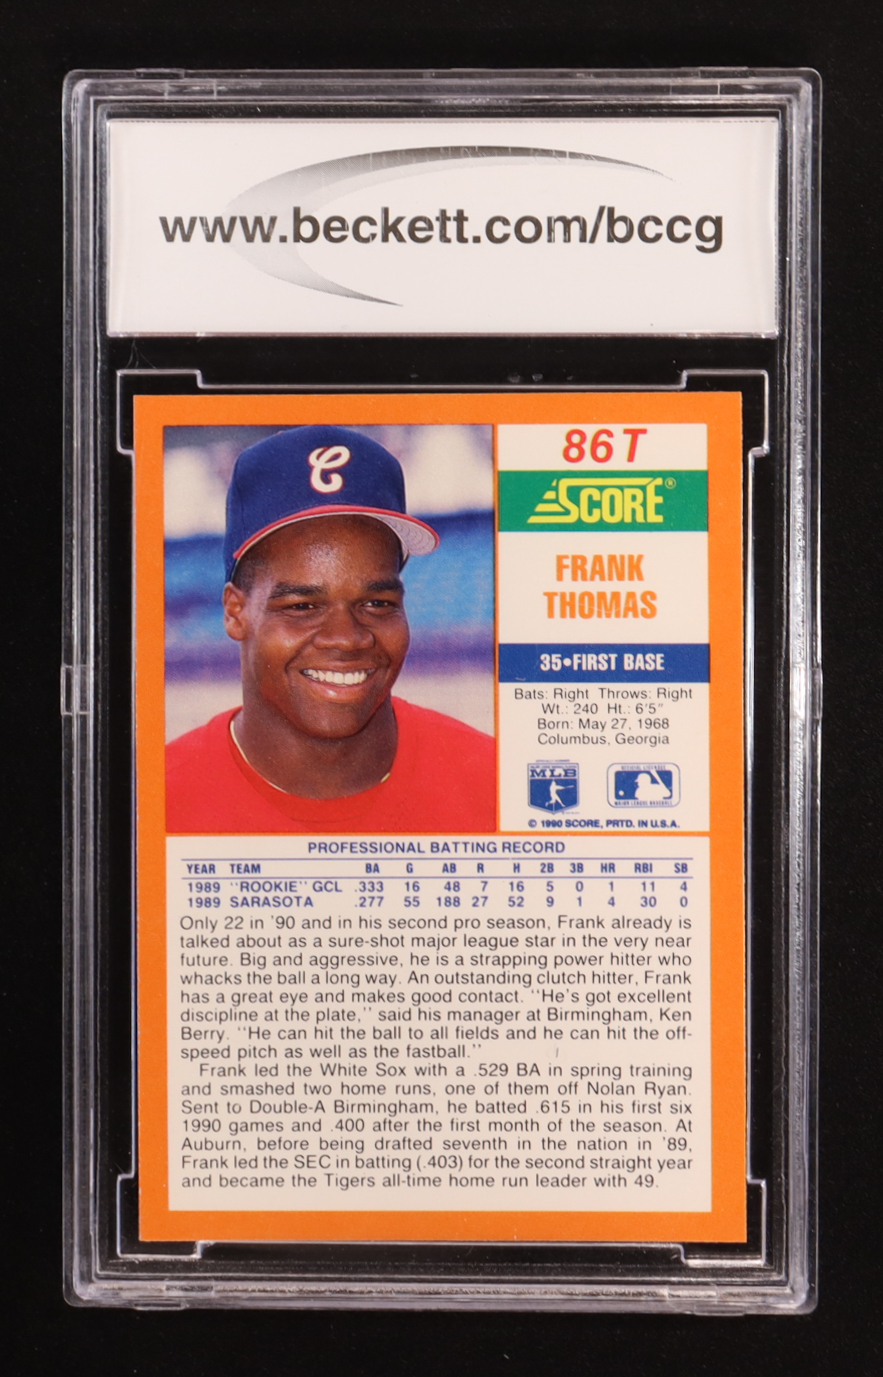 www.beckett.com/bccg
C
86T
SCORE®
FRANK
THOMAS
35•FIRST BASE
Bats: Right Throws: Right
Wt.: 240 Ht.: 6'5"
Born: May 27, 1968
Columbus, Georgia
MLB
MAJOR LEAGUE BASEBALL
© 1990 SCORE, PRTD. IN U.S.A.
PROFESSIONAL BATTING RECORD
YEAR TEAM BA G AB R H 2B 3B HR RBI SB
1989 "ROOKIE" GCL .333 16 48 7 16 5 0 1 11 4
1989 SARASOTA .277 55 188 27 52 9 1 4 30 0
Only 22 in '90 and in his second pro season, Frank already is
talked about as a sure-shot major league star in the very near
future. Big and aggressive, he is a strapping power hitter who
whacks the ball a long way. An outstanding clutch hitter, Frank
has a great eye and makes good contact. "He's got excellent
discipline at the plate," said his manager at Birmingham, Ken
Berry. "He can hit the ball to all fields and he can hit the off-
speed pitch as well as the fastball."
Frank led the White Sox with a .529 BA in spring training
and smashed two home runs, one of them off Nolan Ryan.
Sent to Double-A Birmingham, he batted .615 in his first six
1990 games and .400 after the first month of the season. At
Auburn, before being drafted seventh in the nation in '89,
Frank led the SEC in batting (.403) for the second straight year
and became the Tigers all-time home run leader with 49.